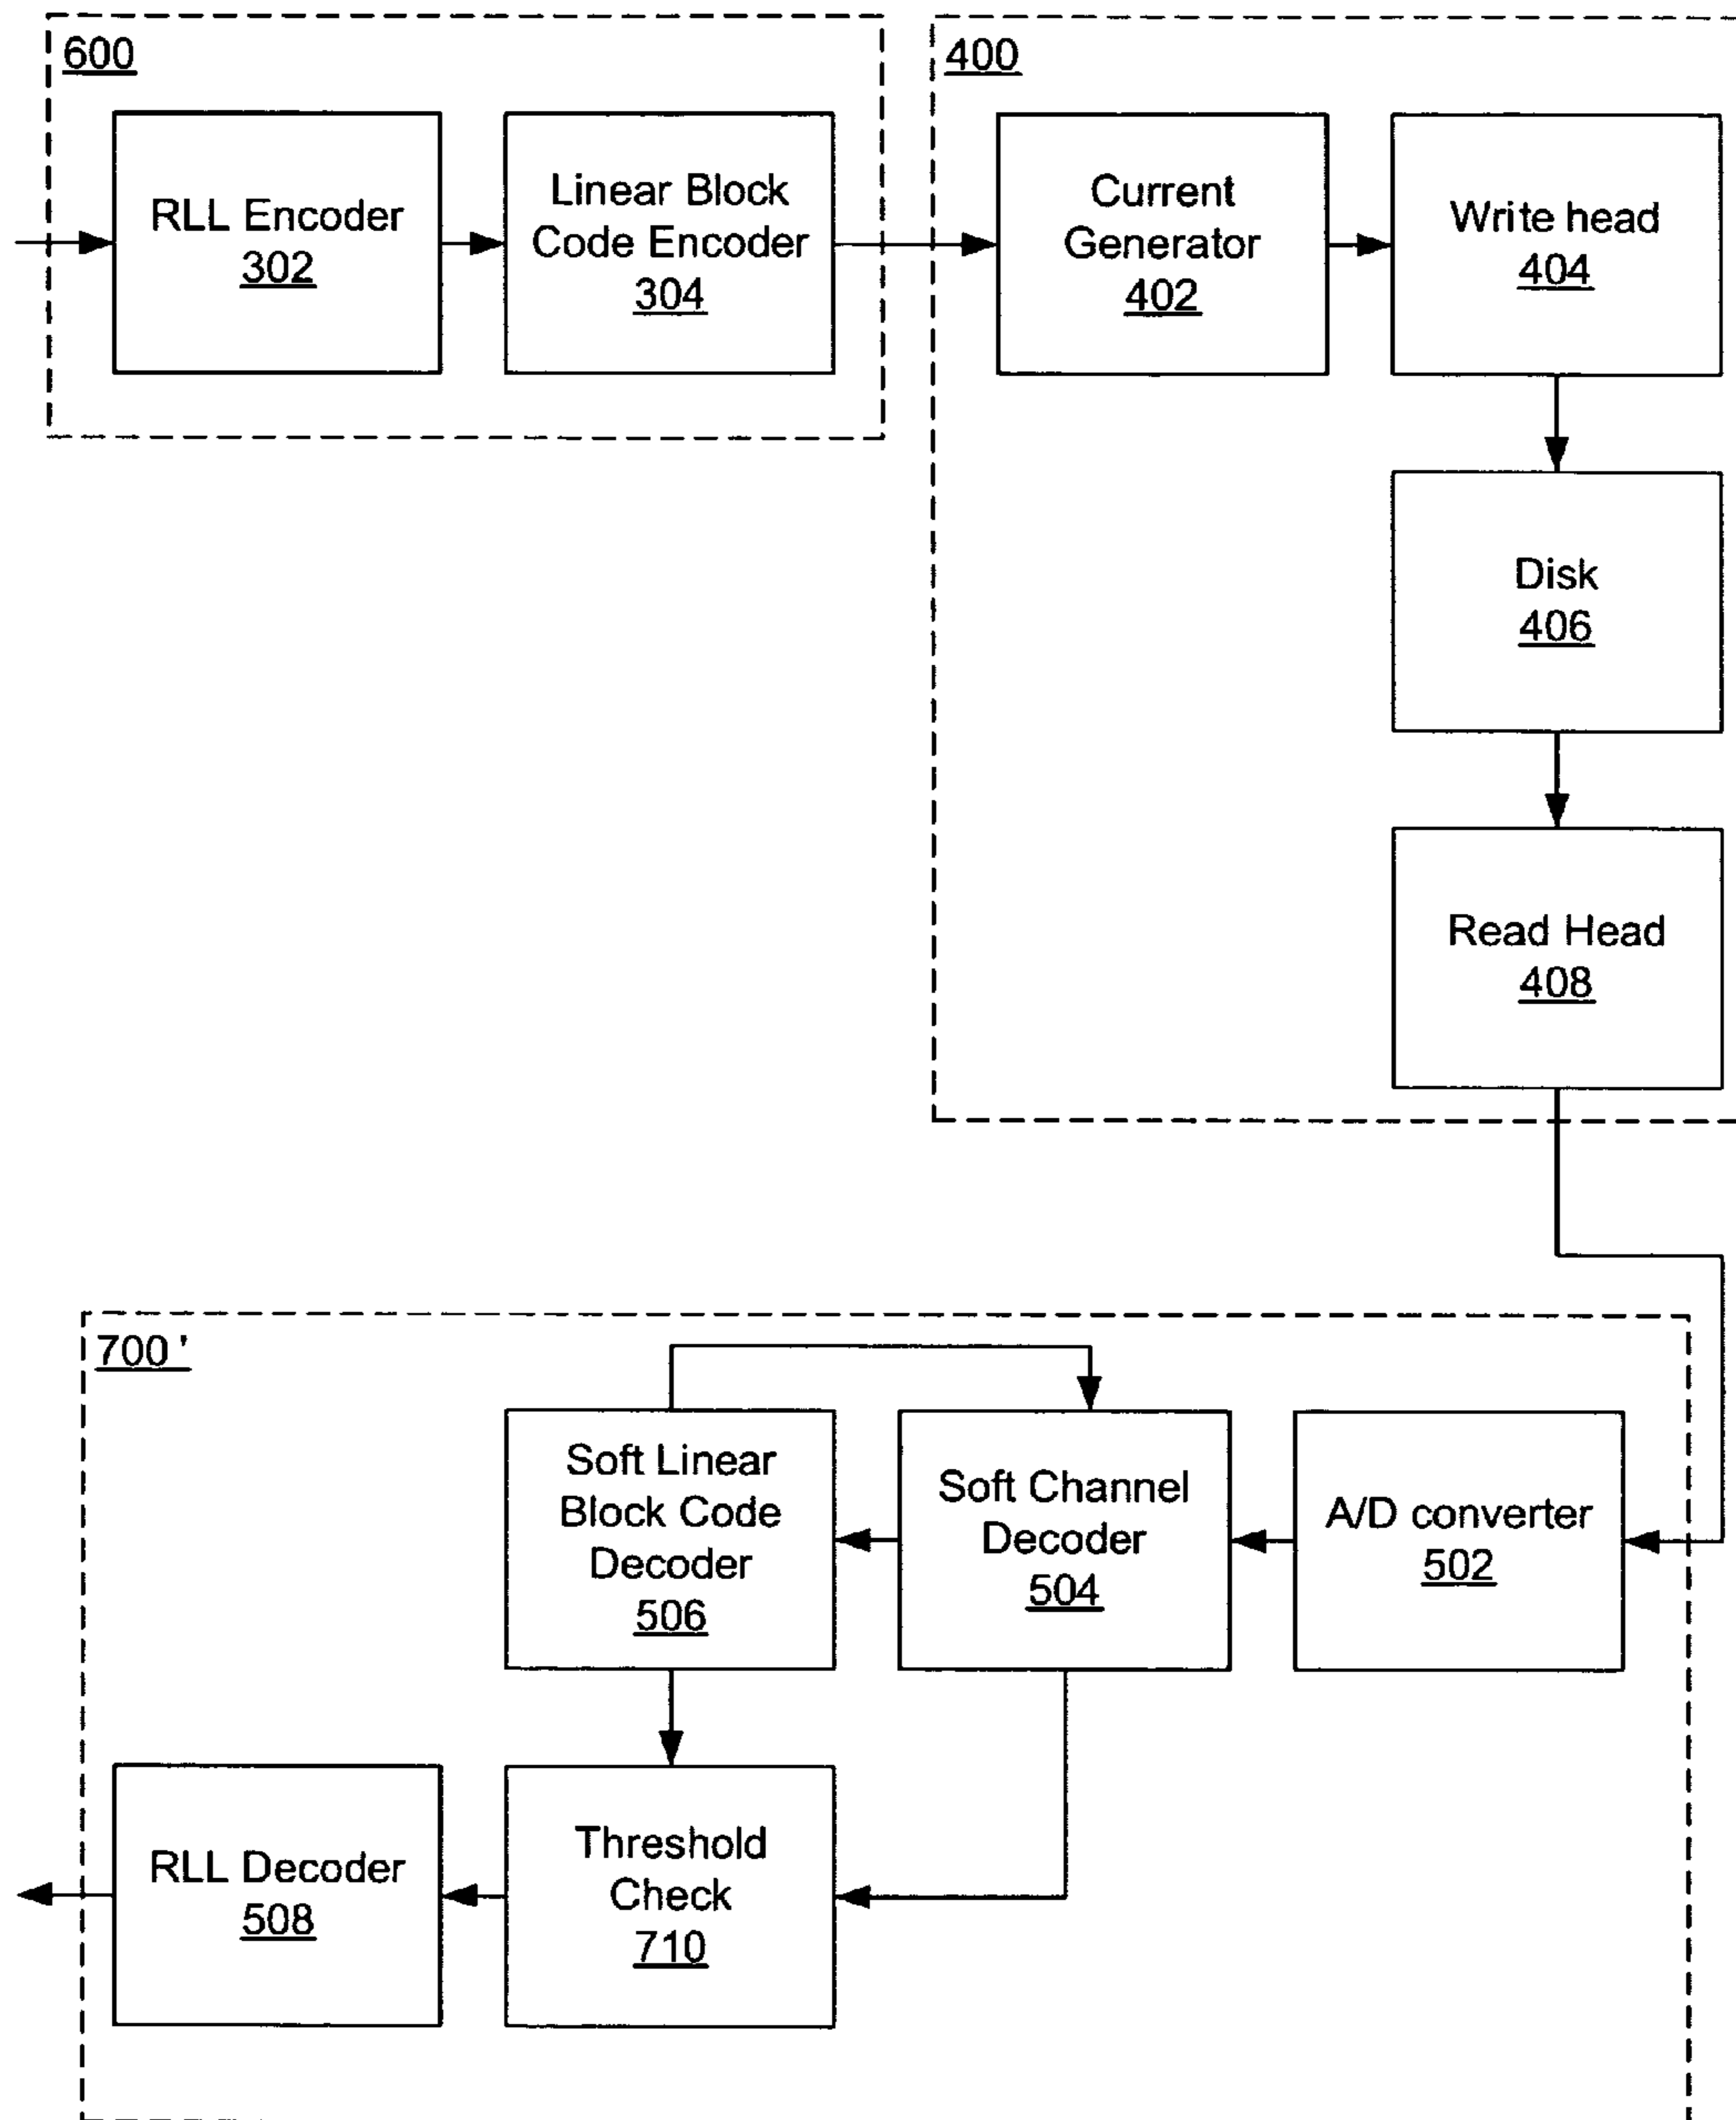 600
RLL Encoder
302
Linear Block
Code Encoder
304
400
Current
Generator
402
Write head
404
Disk
406
Read Head
408
700 '
Soft Linear
Block Code
Decoder
506
Soft Channel
Decoder
504
A/D converter
502
RLL Decoder
508
Threshold
Check
710